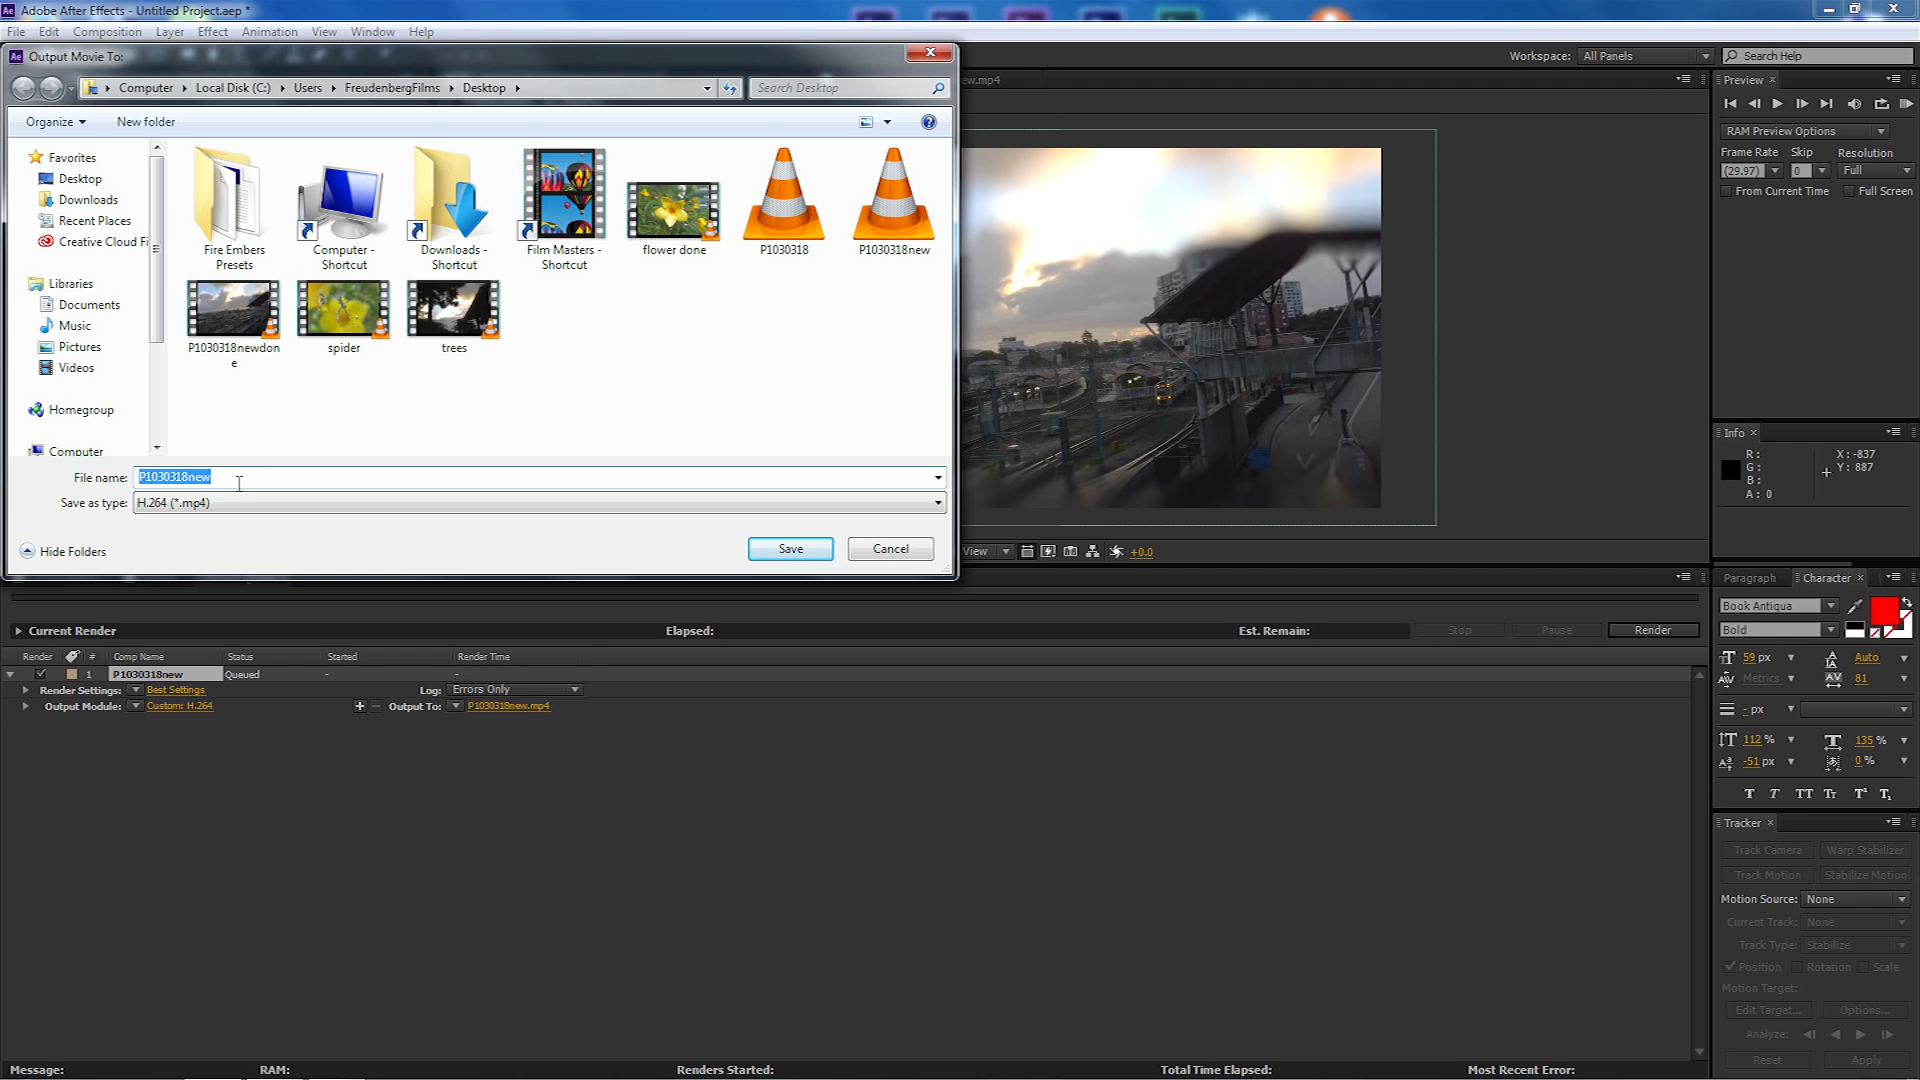 Adobe After Effects - Untitled Project.aep *
File Edit Composition Layer Effect Animation View Window Help
Output Movie To:
Workspace: All Panels
Search Help
Computer Local Disk (C:) Users FreudenbergFilms Desktop
Search Desktop
Organize
New folder
Favorites
Desktop
Downloads
Recent Places
Creative Cloud Fi
Libraries
Documents
Music
Pictures
Videos
Homegroup
Computer
Fire Embers
Presets
Computer -
Shortcut
Downloads -
Shortcut
Film Masters -
Shortcut
flower done
P1030318
P1030318new
P1030318newdon
e
spider
trees
File name: P1030318new
Save as type: H.264 (*.mp4)
Hide Folders
Save
Cancel
ew.mp4
View
+0.0
Preview
RAM Preview Options
Frame Rate Skip Resolution
(29.97) 0 Full
From Current Time Full Screen
Info
R:
G:
B:
A: 0
X: -837
Y: 887
Paragraph Character
Book Antiqua
Bold
59 px Auto
Metrics 81
- px
112 % 135 %
-51 px 0 %
T T TT Tr T¹ T₁
Tracker
Track Camera Warp Stabilizer
Track Motion Stabilize Motion
Motion Source: None
Current Track: None
Track Type: Stabilize
Position Rotation Scale
Motion Target:
Edit Target... Options...
Analyze:
Reset Apply
Current Render
Elapsed:
Est. Remain:
Stop Pause Render
Render # Comp Name Status Started Render Time
1 P1030318new Queued - -
Render Settings: Best Settings Log: Errors Only
Output Module: Custom: H.264 Output To: P1030318new.mp4
Message: RAM: Renders Started: Total Time Elapsed: Most Recent Error: